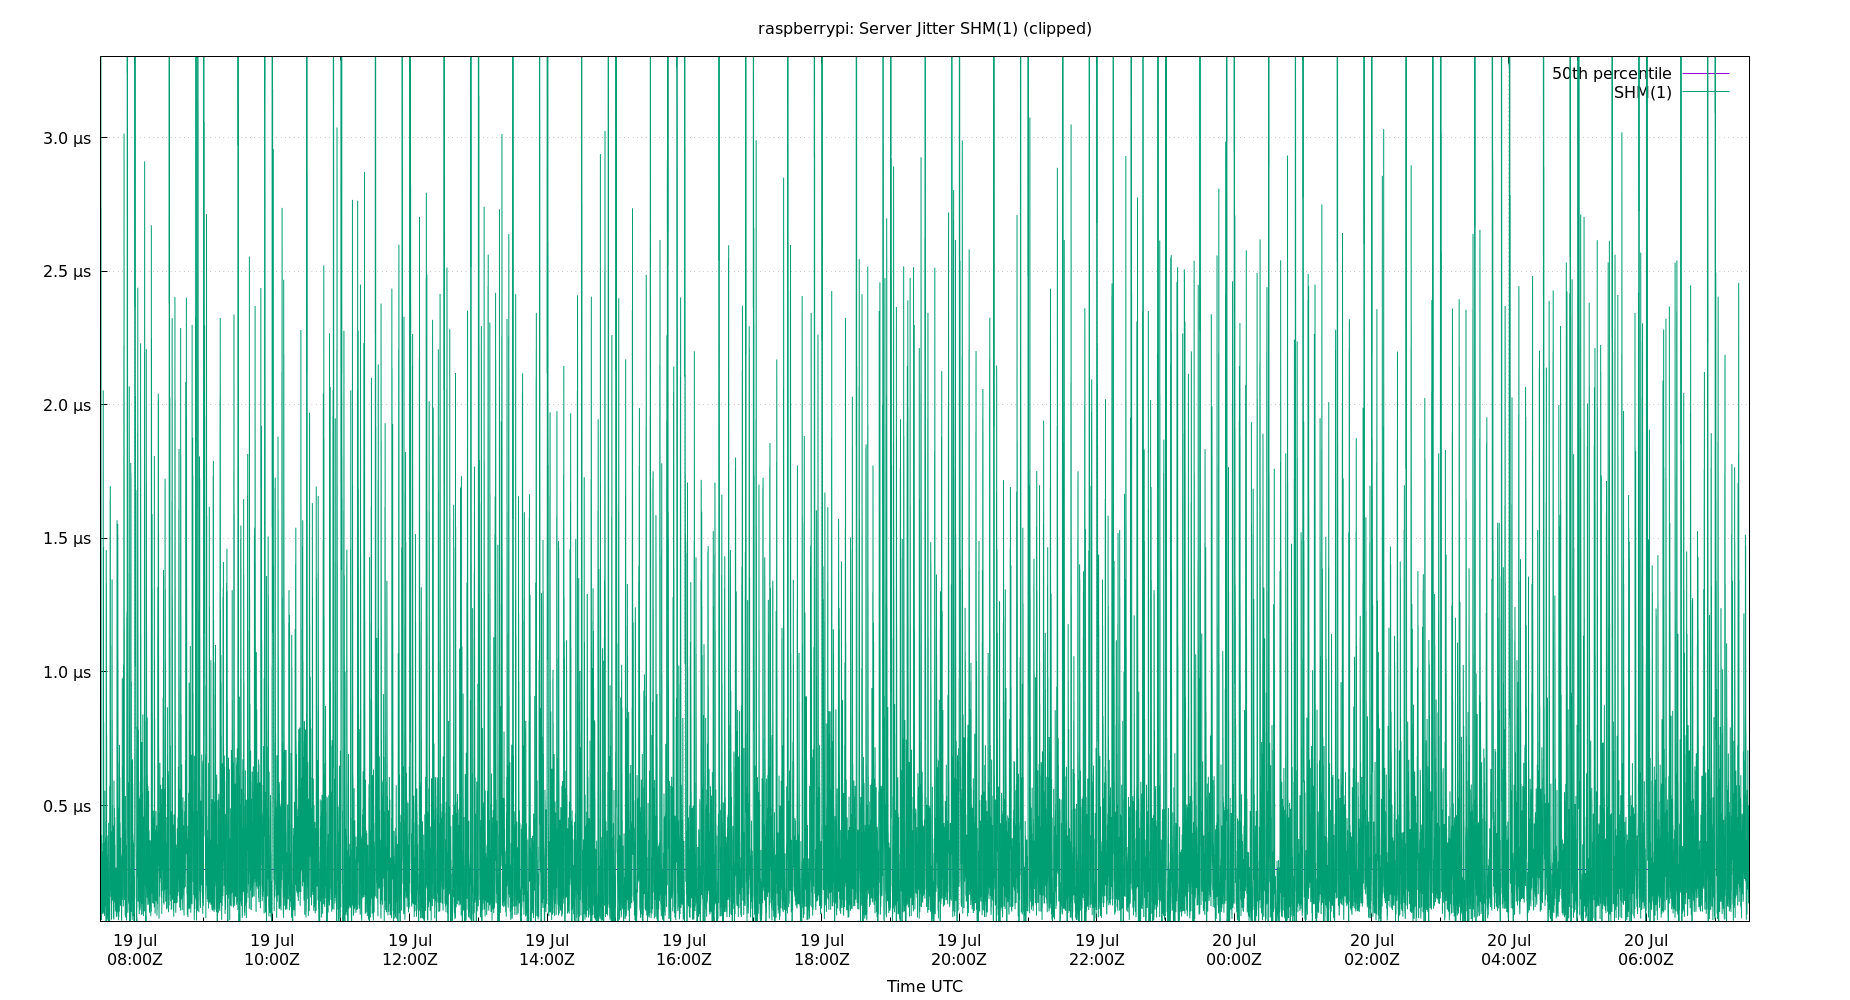 raspberrypi: Server Jitter SHM(1) (clipped)
50th percentile
SHM(1)
3.0 µs
2.5 µs
2.0 µs
1.5 µs
1.0 µs
0.5 µs
19 Jul 19 Jul 19 Jul 19 Jul 19 Jul 19 Jul 19 Jul 19 Jul 20 Jul 20 Jul 20 Jul 20 Jul
08:00Z 10:00Z 12:00Z 14:00Z 16:00Z 18:00Z 20:00Z 22:00Z 00:00Z 02:00Z 04:00Z 06:00Z
Time UTC